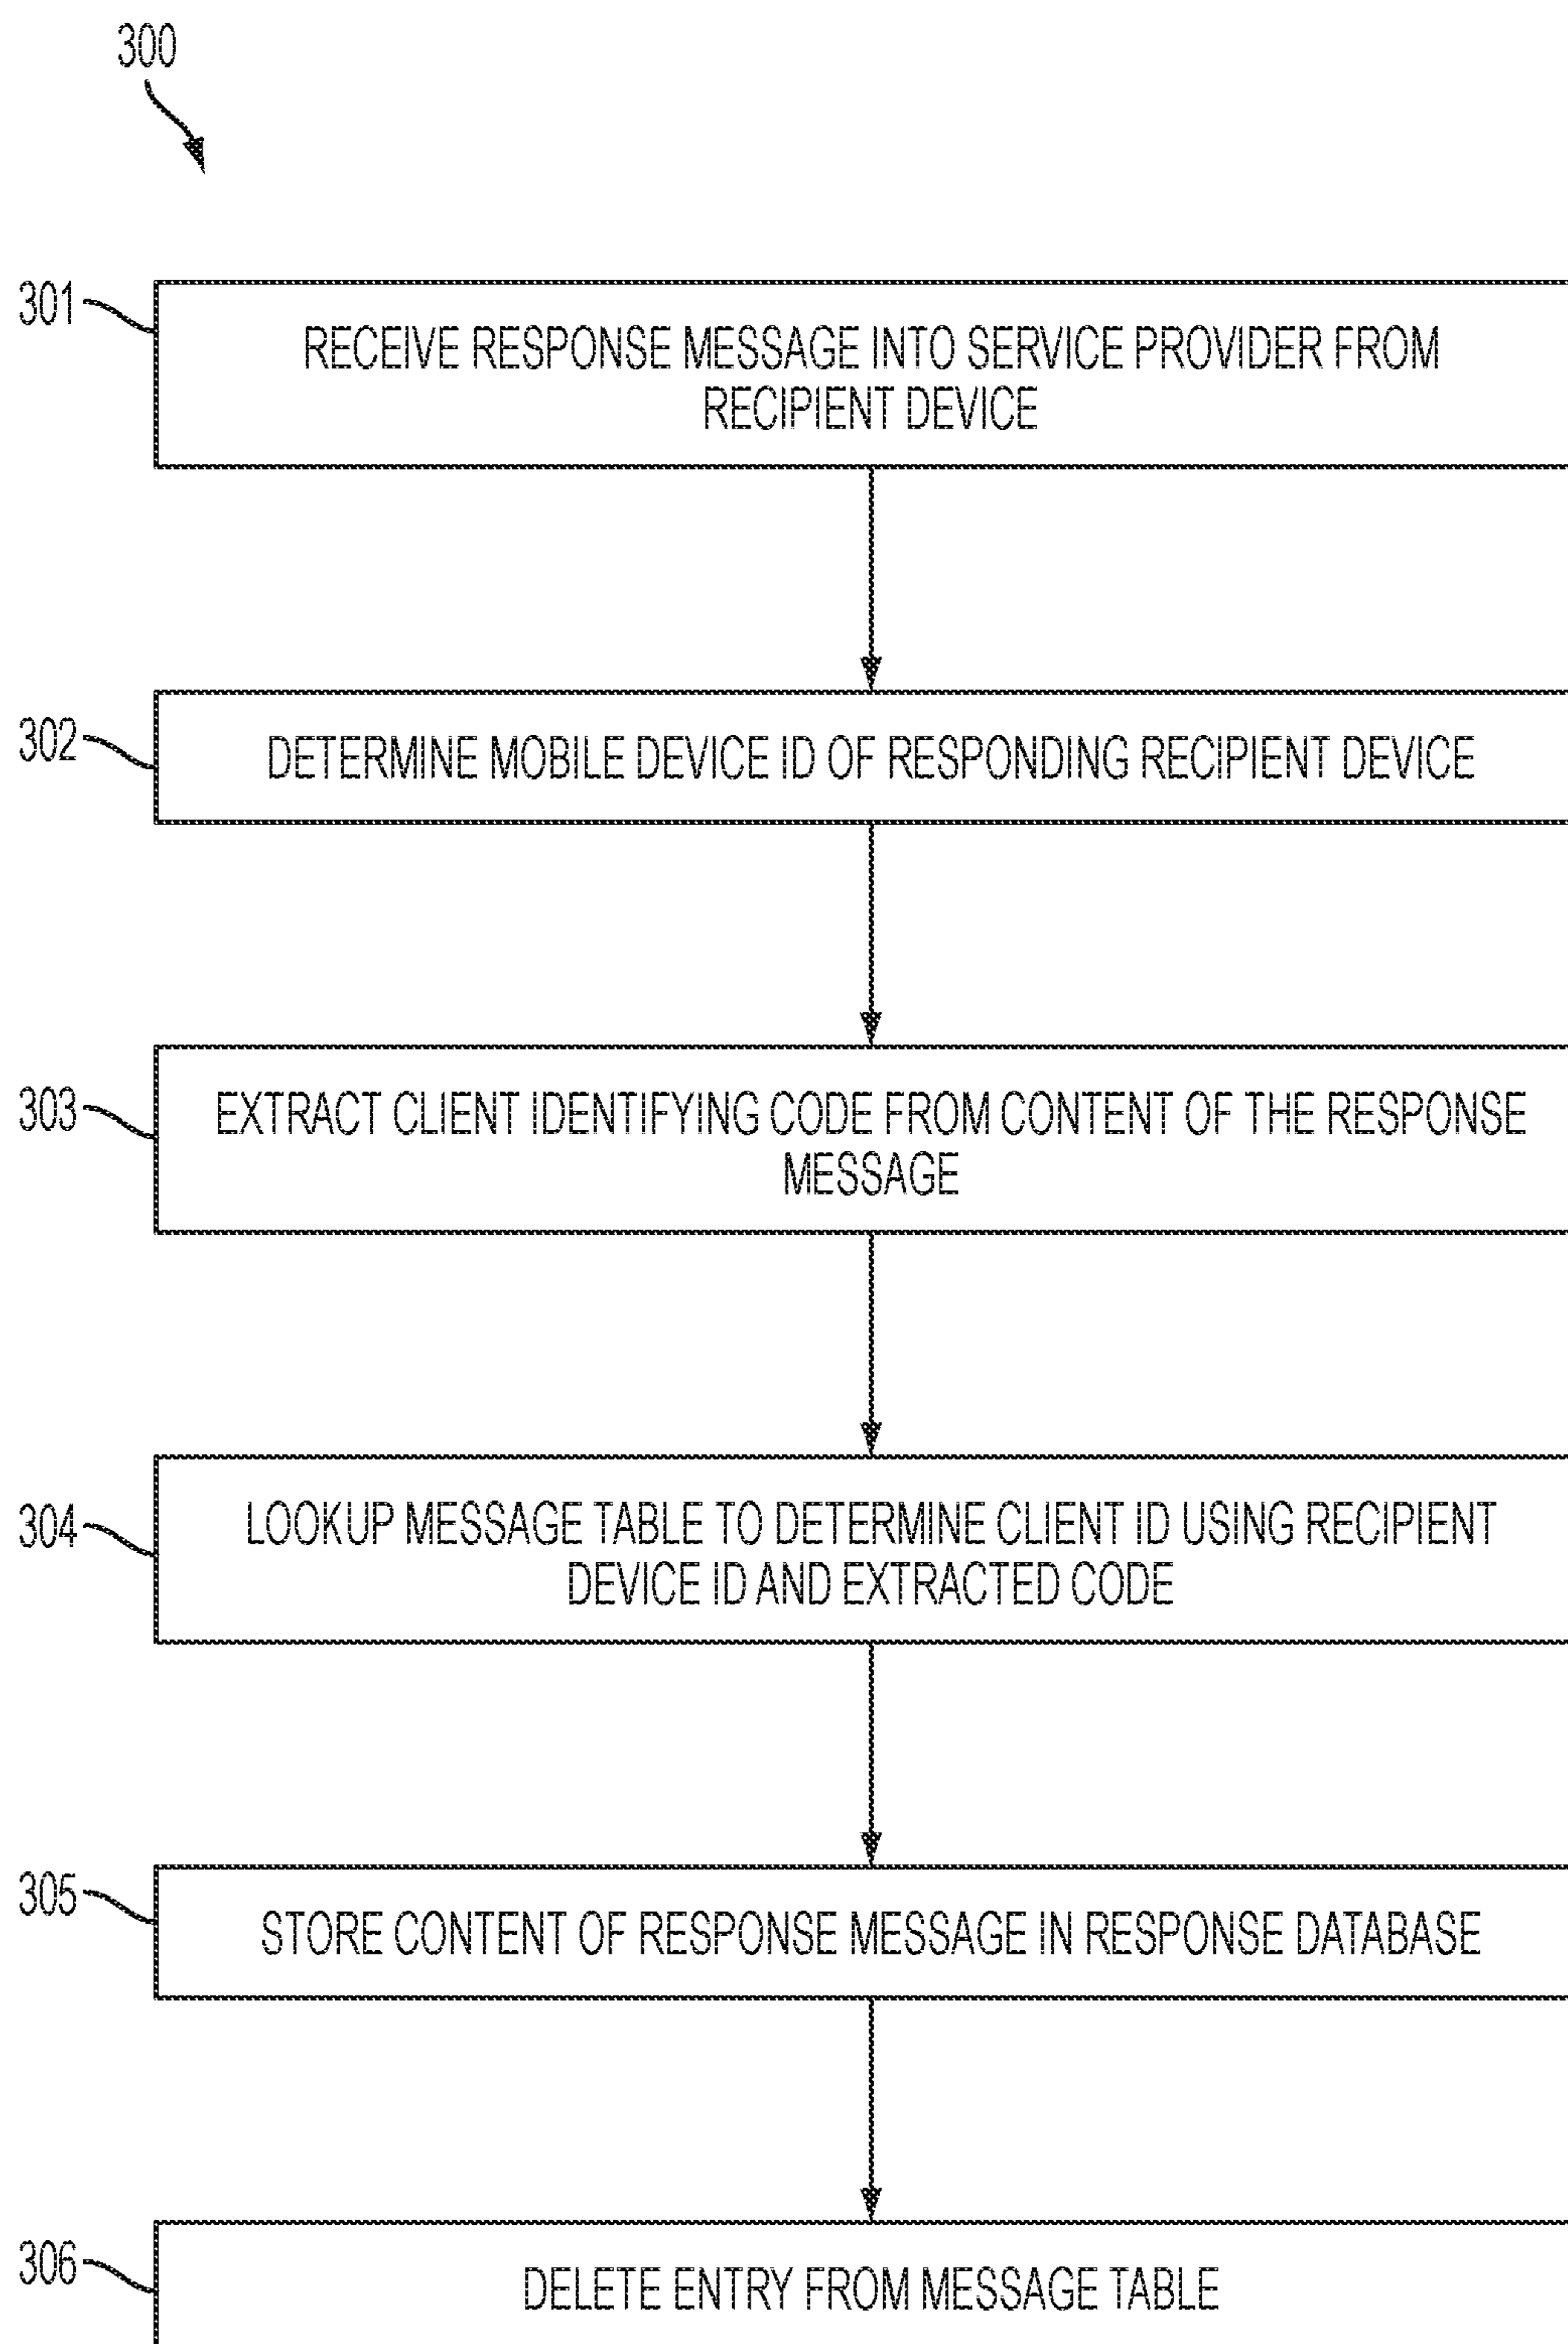 300
301
RECEIVE RESPONSE MESSAGE INTO SERVICE PROVIDER FROM
RECIPIENT DEVICE
302
DETERMINE MOBILE DEVICE ID OF RESPONDING RECIPIENT DEVICE
303
EXTRACT CLIENT IDENTIFYING CODE FROM CONTENT OF THE RESPONSE
MESSAGE
304
LOOKUP MESSAGE TABLE TO DETERMINE CLIENT ID USING RECIPIENT
DEVICE ID AND EXTRACTED CODE
305
STORE CONTENT OF RESPONSE MESSAGE IN RESPONSE DATABASE
306
DELETE ENTRY FROM MESSAGE TABLE